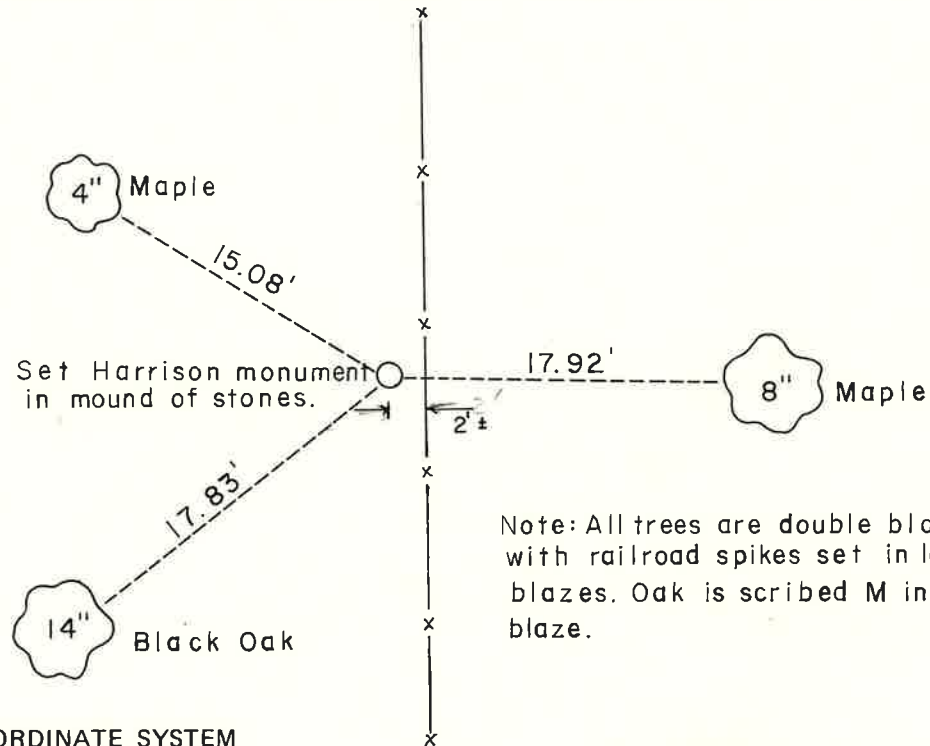 4" Maple
15.08'
Set Harrison monument
in mound of stones.
17.92'
8" Maple
2' ±
17.83'
14" Black Oak
Note: All trees are double
with railroad spikes set in
blazes. Oak is scribed M in
blaze.
ORDINATE SYSTEM